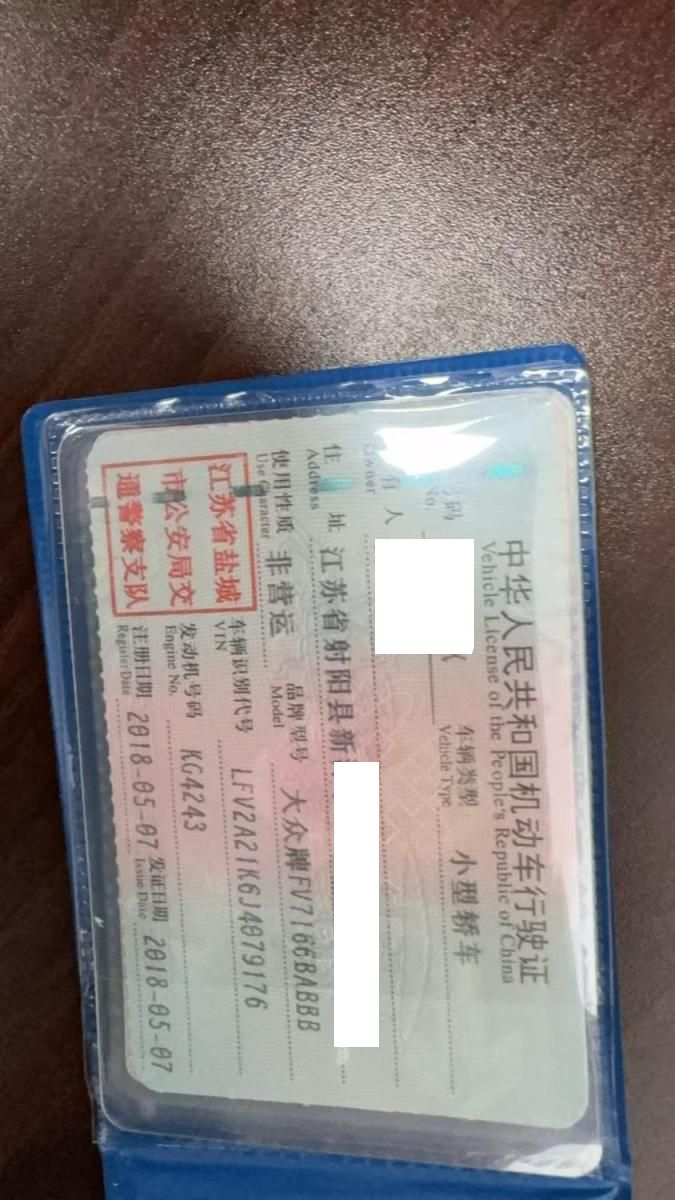 中华人民共和国机动车行驶证
Vehicle License of the People's Republic of China
号码
No.
车辆类型 小型轿车
Vehicle Type
有人
Owner
住址 江苏省射阳县新
Address
使用性质 非营运 品牌型号 大众牌FV7166BABBB
Use Character Model
江苏省盐城
市公安局交
通警察支队
车辆识别代号 LFV2A21K6J4079176
VIN
发动机号码 KG4243
Engine No.
注册日期 2018-05-07 发证日期 2018-05-07
Register Date Issue Date